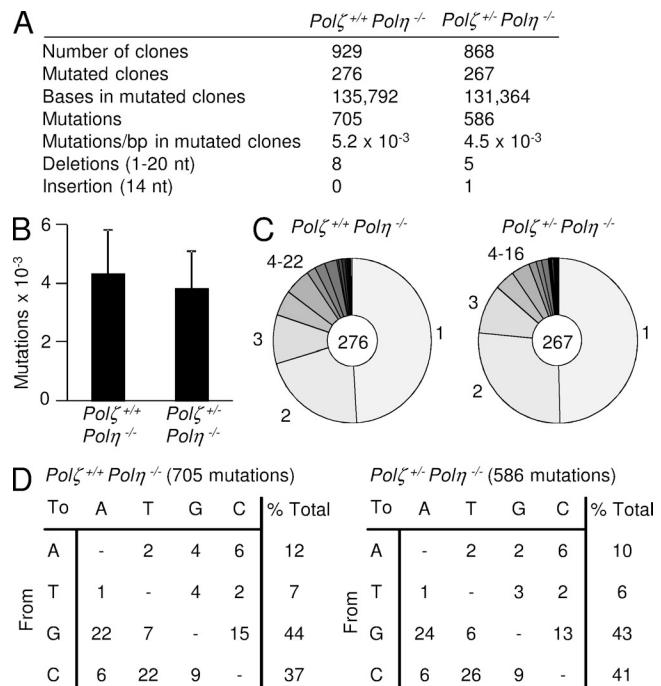 A Polζ +/+ Polη -/- Polζ +/- Polη -/-
Number of clones 929 868
Mutated clones 276 267
Bases in mutated clones 135,792 131,364
Mutations 705 586
Mutations/bp in mutated clones 5.2 x 10-3 4.5 x 10-3
Deletions (1-20 nt) 8 5
Insertion (14 nt) 0 1
B
Mutations x 10-3
6
4
2
0
Polζ +/+ Polη -/-
Polζ +/- Polη -/-
C
Polζ +/+ Polη -/-
4-22
3
2
1
276
Polζ +/- Polη -/-
4-16
3
2
1
267
D Polζ +/+ Polη -/- (705 mutations)
To A T G C % Total
From
A - 2 4 6 12
T 1 - 4 2 7
G 22 7 - 15 44
C 6 22 9 - 37
Polζ +/- Polη -/- (586 mutations)
To A T G C % Total
From
A - 2 2 6 10
T 1 - 3 2 6
G 24 6 - 13 43
C 6 26 9 - 41